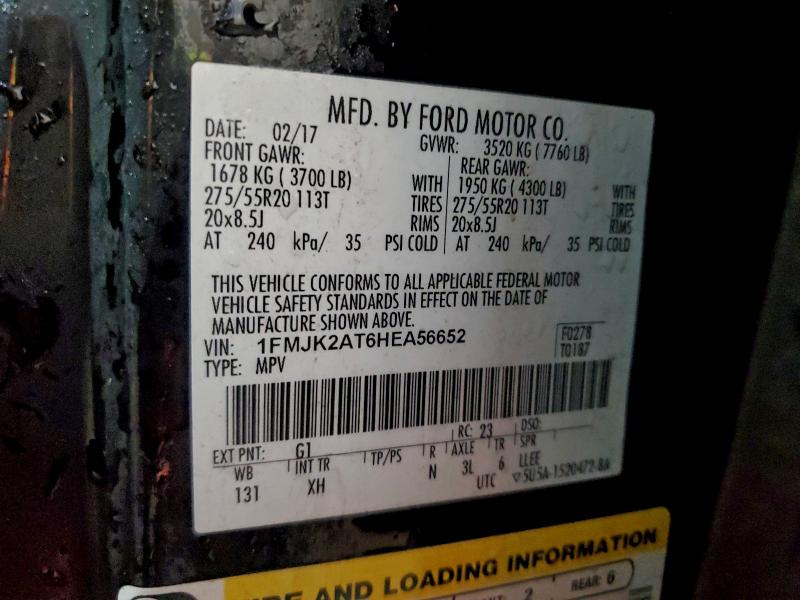 MFD. BY FORD MOTOR CO.
DATE: 02/17 GVWR: 3520 KG ( 7760 LB)
FRONT GAWR: REAR GAWR:
1678 KG ( 3700 LB) WITH 1950 KG ( 4300 LB) WITH
275/55R20 113T TIRES 275/55R20 113T TIRES
20x8.5J RIMS 20x8.5J RIMS
AT 240 kPa/ 35 PSI COLD AT 240 kPa/ 35 PSI COLD
THIS VEHICLE CONFORMS TO ALL APPLICABLE FEDERAL MOTOR
VEHICLE SAFETY STANDARDS IN EFFECT ON THE DATE OF
MANUFACTURE SHOWN ABOVE.
VIN: 1FMJK2AT6HEA56652 F0278
TYPE: MPV T0187
EXT PNT: G1 RC: 23 DSO:
WB INT TR TP/PS R AXLE TR SPR
131 XH N 3L 6 LLEE
UTC ▽5U5A-1520472-BA
AND LOADING INFORMATION
2 REAR: 6